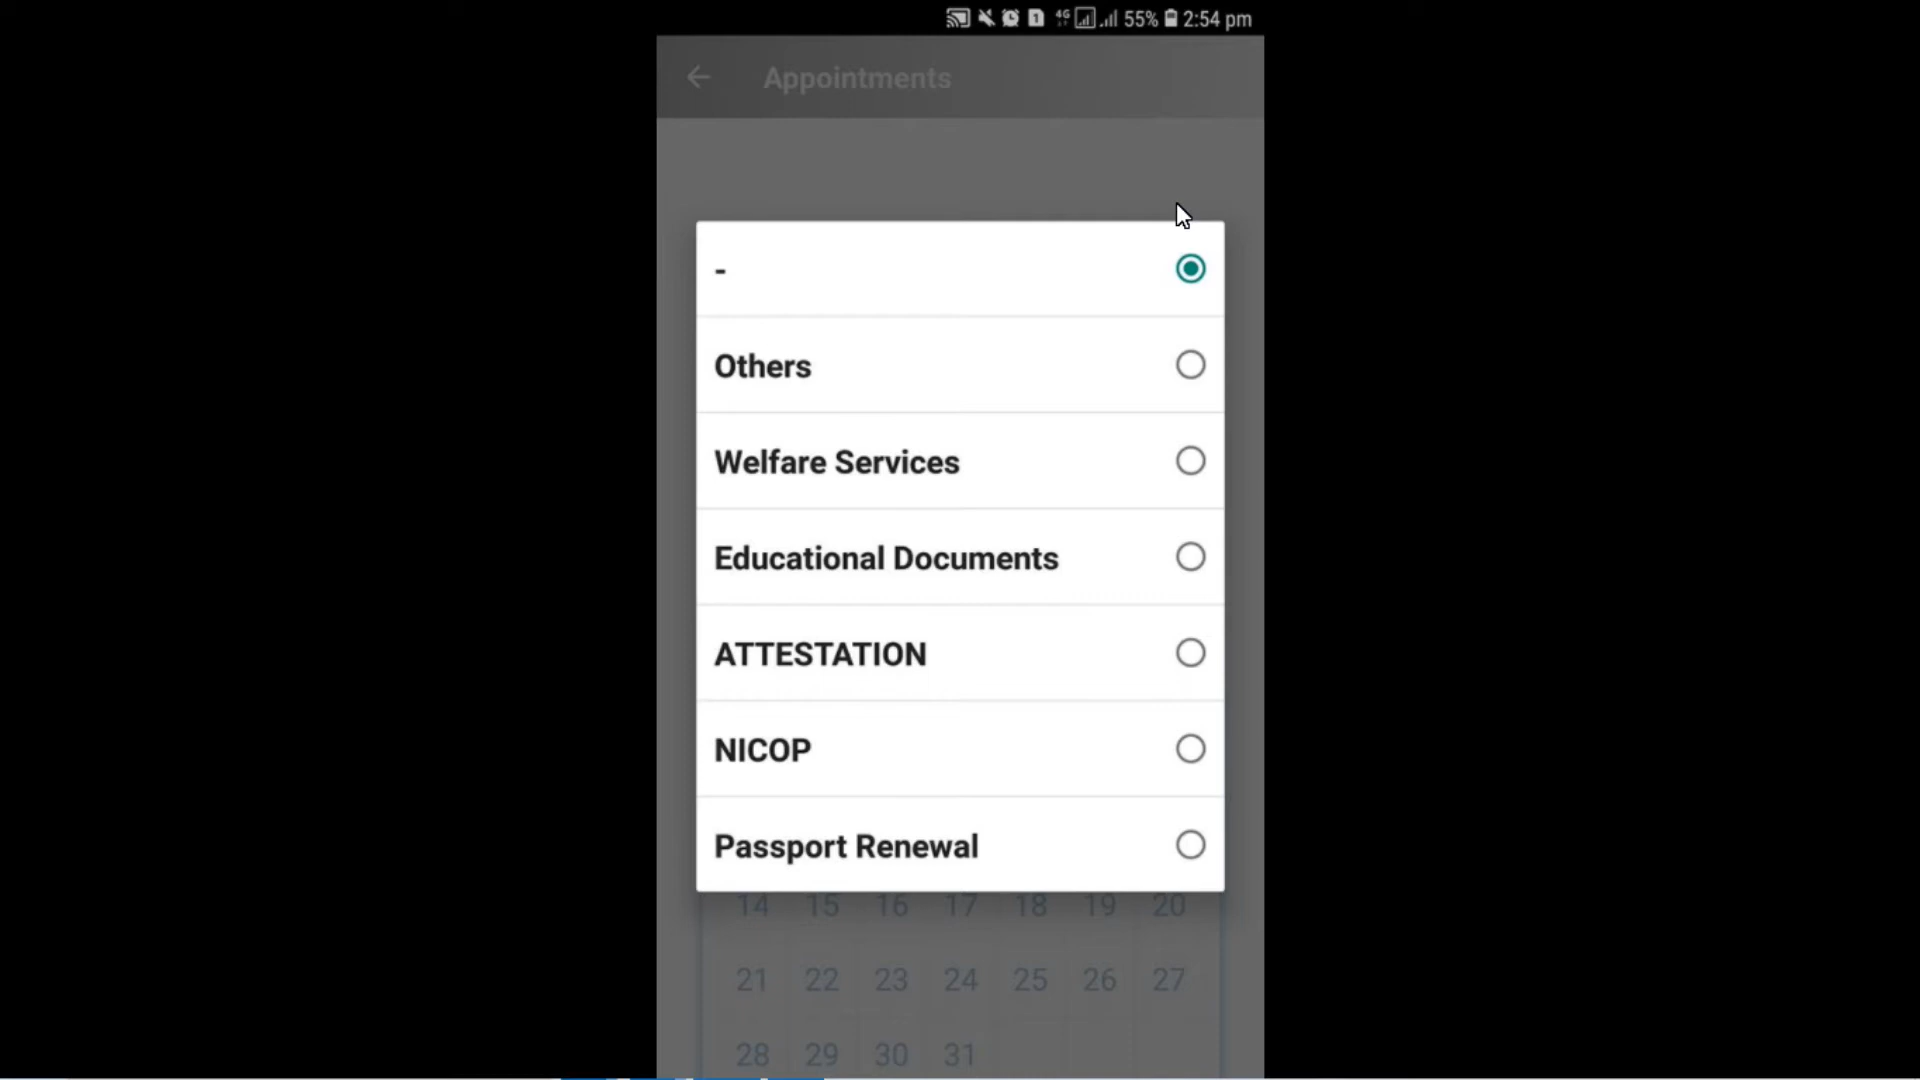 4G 55% 2:54 pm
Appointments
-
Others
Welfare Services
Educational Documents
ATTESTATION
NICOP
Passport Renewal
14 15 16 17 18 19 20
21 22 23 24 25 26 27
28 29 30 31